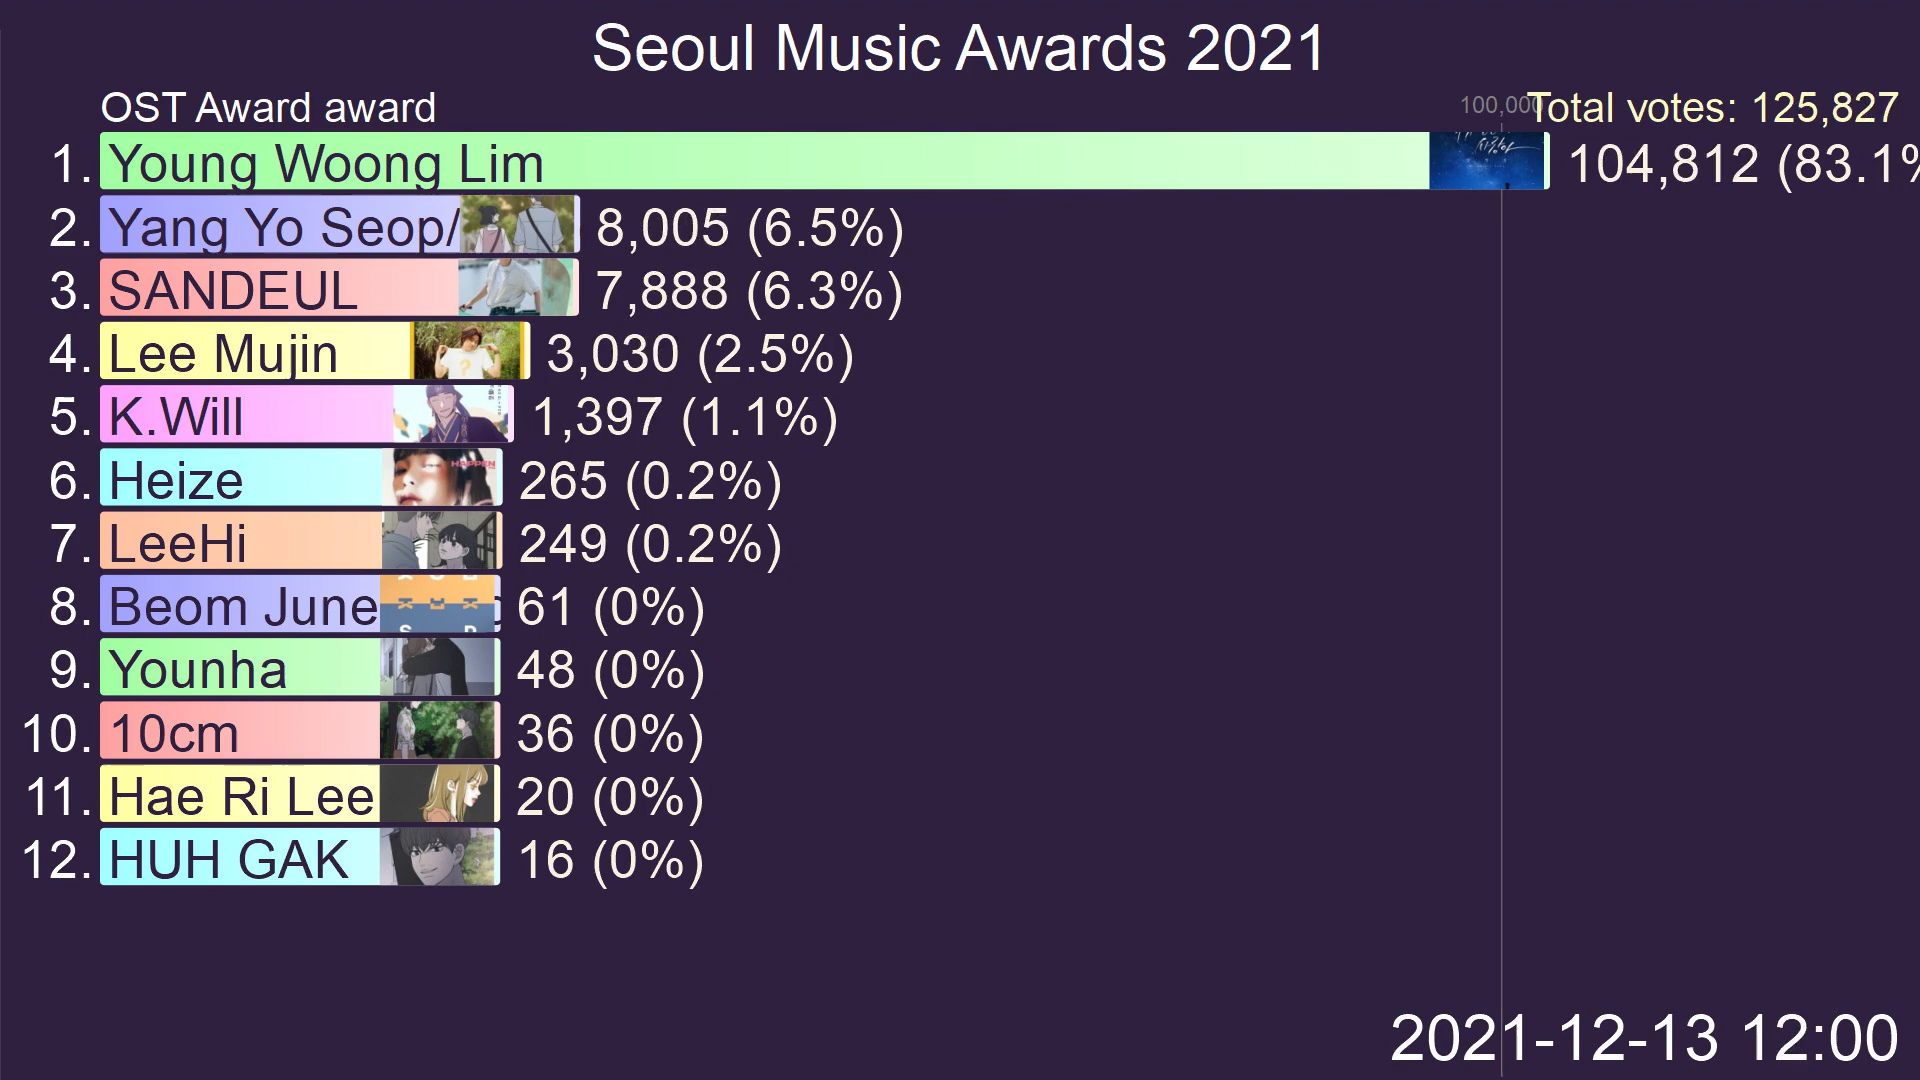 Seoul Music Awards 2021
OST Award award
100,000
Total votes: 125,827
1. Young Woong Lim 104,812 (83.1%
2. Yang Yo Seop/ 8,005 (6.5%)
3. SANDEUL 7,888 (6.3%)
4. Lee Mujin 3,030 (2.5%)
5. K.Will 1,397 (1.1%)
6. Heize HAPPEN 265 (0.2%)
7. LeeHi 249 (0.2%)
8. Beom June 61 (0%)
9. Younha 48 (0%)
10. 10cm 36 (0%)
11. Hae Ri Lee 20 (0%)
12. HUH GAK 16 (0%)
2021-12-13 12:00